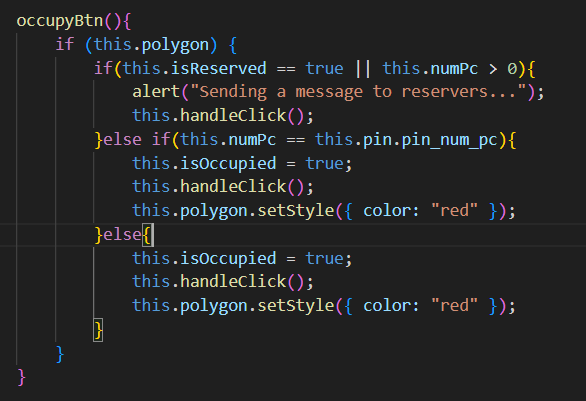 occupyBtn(){
    if (this.polygon) {
        if(this.isReserved == true || this.numPc > 0){
            alert("Sending a message to reservers...");
            this.handleClick();
        }else if(this.numPc == this.pin.pin_num_pc){
            this.isOccupied = true;
            this.handleClick();
            this.polygon.setStyle({ color: "red" });
        }else{
            this.isOccupied = true;
            this.handleClick();
            this.polygon.setStyle({ color: "red" });
        }
    }
}